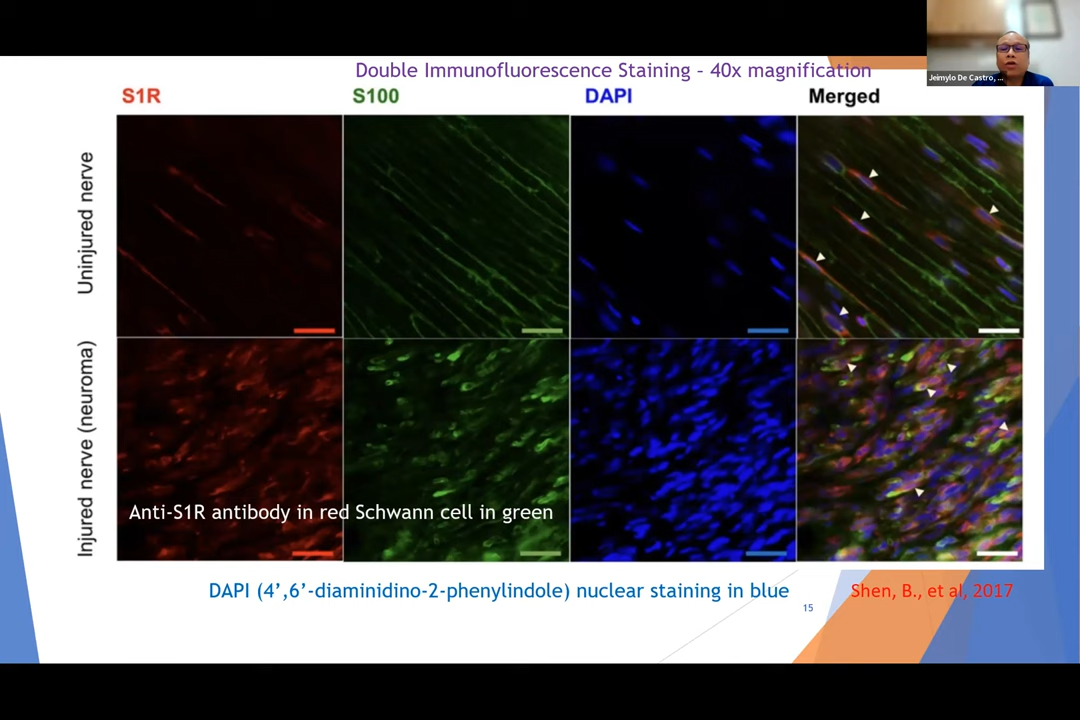 Double Immunofluorescence Staining - 40x magnification
Jeimylo De Castro, ...
S1R S100 DAPI Merged
Uninjured nerve
Injured nerve (neuroma)
Anti-S1R antibody in red Schwann cell in green
DAPI (4’,6’-diaminidino-2-phenylindole) nuclear staining in blue
Shen, B., et al, 2017
15